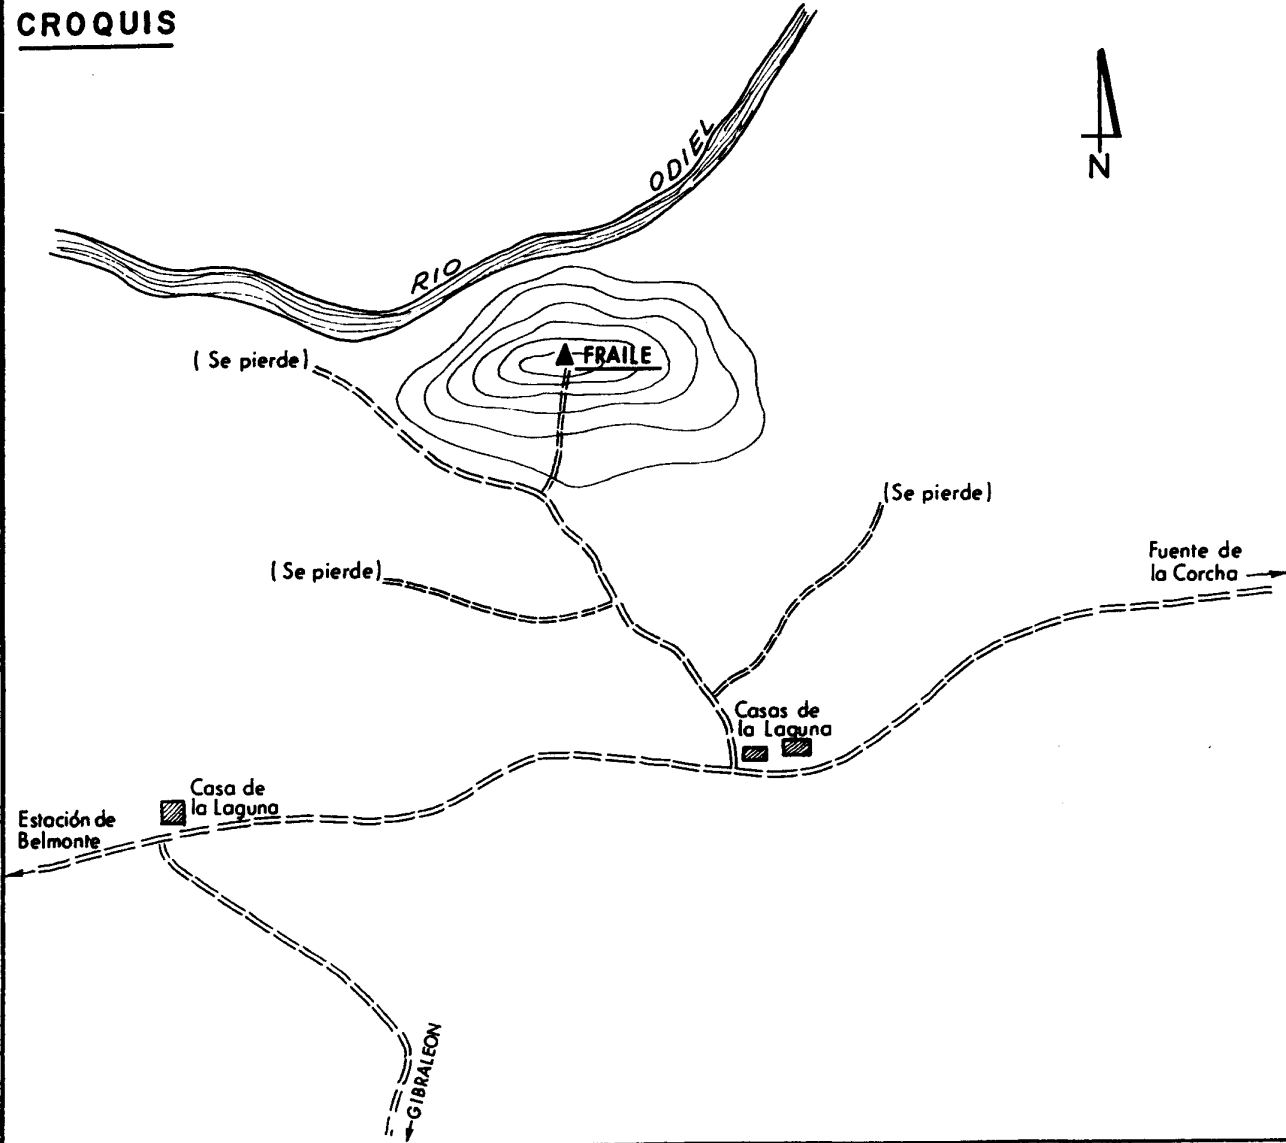 CROQUIS
N
RIO ODIEL
( Se pierde)
FRAILE
(Se pierde)
( Se pierde)
Fuente de
la Corcha
Casas de
la Laguna
Casa de
la Laguna
Estación de
Belmonte
GIBRALEON